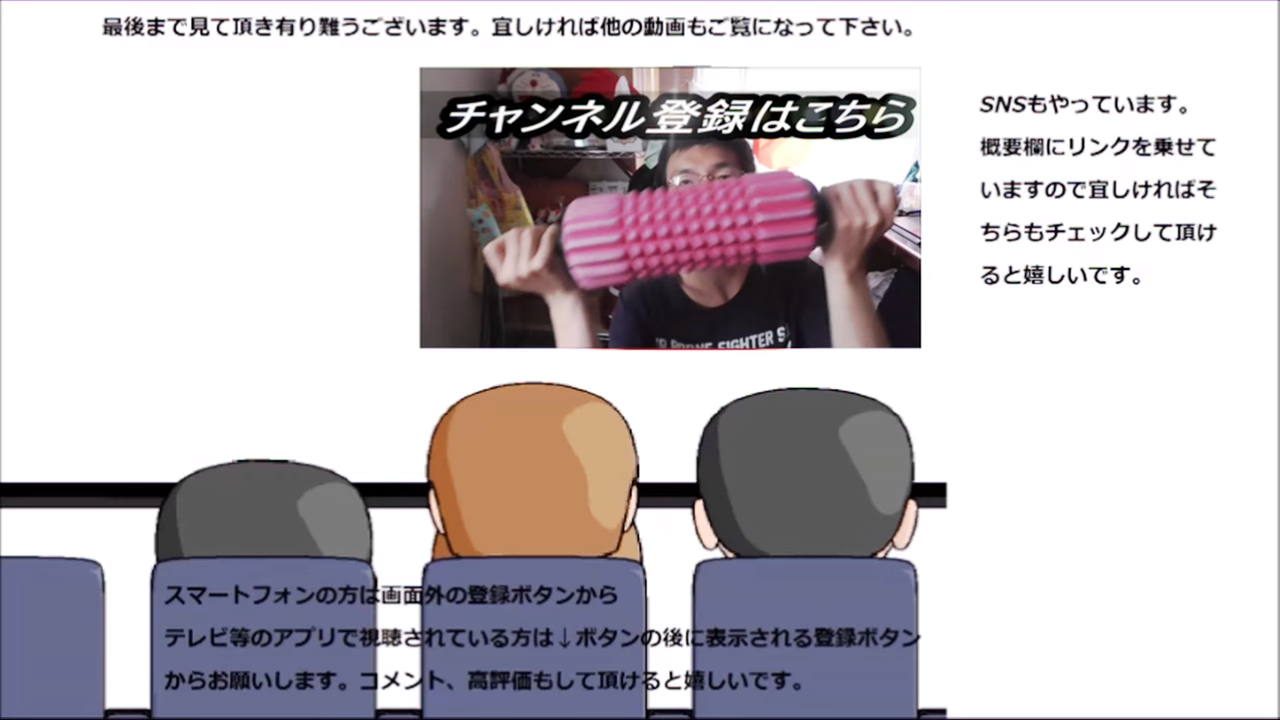 最後まで見て頂き有り難うございます。宜しければ他の動画もご覧になって下さい。
チャンネル登録はこちら
SNSもやっています。
概要欄にリンクを乗せて
いますので宜しければそ
ちらもチェックして頂け
ると嬉しいです。
FIGHTER
スマートフォンの方は画面外の登録ボタンから
テレビ等のアプリで視聴されている方は↓ボタンの後に表示される登録ボタン
からお願いします。コメント、高評価もして頂けると嬉しいです。